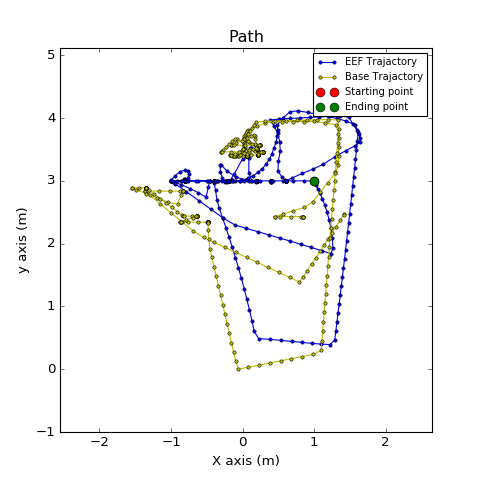 Path
EEF Trajactory
Base Trajactory
Starting point
Ending point
5
4
3
2
1
0
−1
y axis (m)
−2
−1
0
1
2
X axis (m)